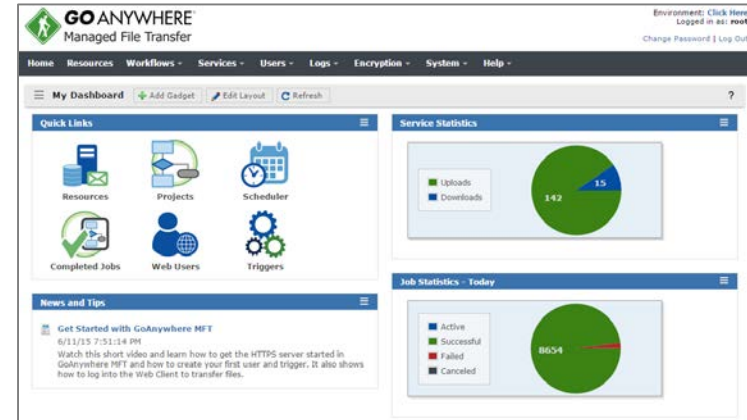 GO ANYWHERE
Managed File Transfer
Environment: Click Here
Logged in as: root
Change Password | Log Out
Home Resources Workflows Services Users Logs Encryption System Help
My Dashboard Add Gadget Edit Layout Refresh ?
Quick Links
Resources Projects Scheduler
Completed Jobs Web Users Triggers
News and Tips
Get Started with GoAnywhere MFT
6/11/15 7:51:14 PM
Watch this short video and learn how to get the HTTPS server started in
GoAnywhere MFT and how to create your first user and trigger. It also shows
how to log into the Web Client to transfer files.
Service Statistics
Uploads
Downloads
142
15
Job Statistics - Today
Active
Successful
Failed
Canceled
8654